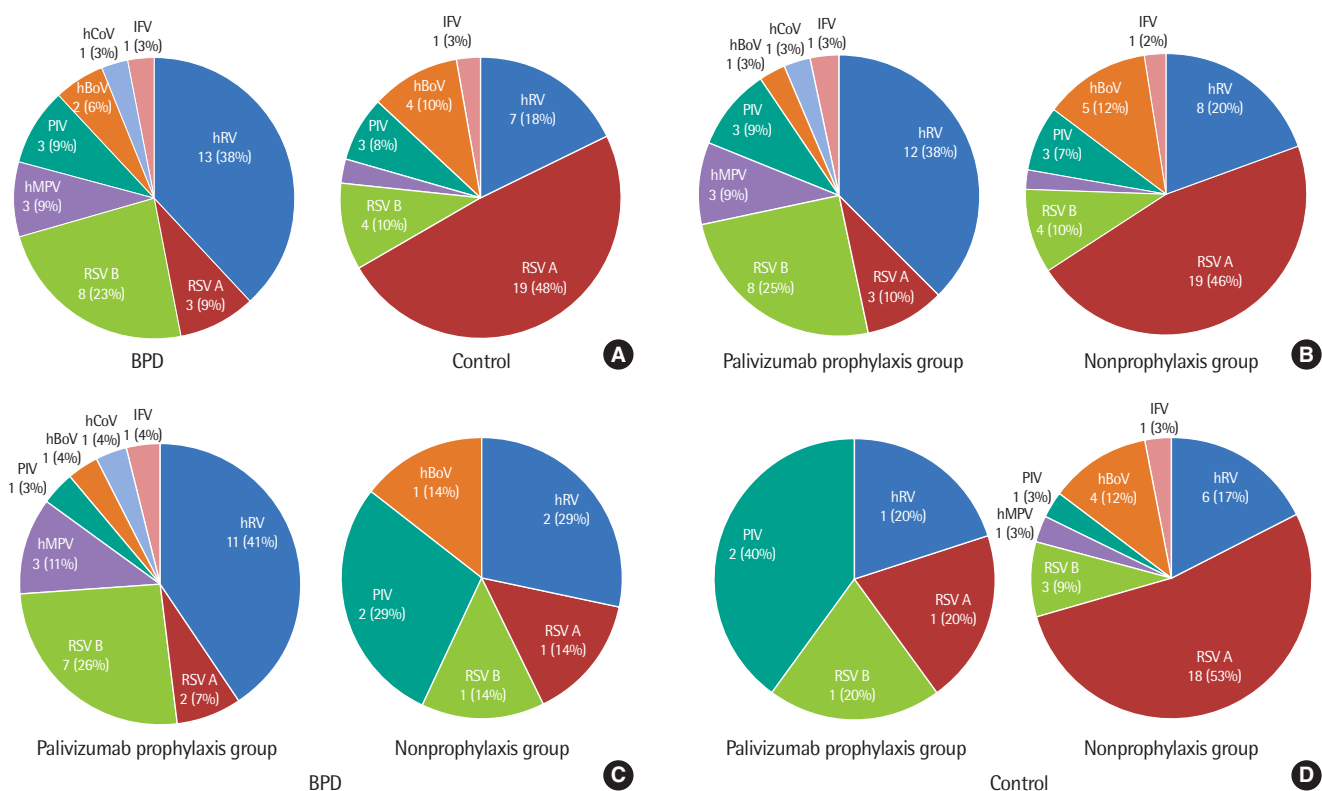 hCoV
1 (3%)
IFV
1 (3%)
hBoV
2 (6%)
PIV
3 (9%)
hMPV
3 (9%)
RSV B
8 (23%)
RSV A
3 (9%)
hRV
13 (38%)
BPD
IFV
1 (3%)
hBoV
4 (10%)
PIV
3 (8%)
RSV B
4 (10%)
RSV A
19 (48%)
hRV
7 (18%)
Control
A
hBoV
1 (3%)
hCoV
1 (3%)
IFV
1 (3%)
PIV
3 (9%)
hMPV
3 (9%)
RSV B
8 (25%)
RSV A
3 (10%)
hRV
12 (38%)
Palivizumab prophylaxis group
IFV
1 (2%)
hBoV
5 (12%)
PIV
3 (7%)
RSV B
4 (10%)
RSV A
19 (46%)
hRV
8 (20%)
Nonprophylaxis group
B
PIV
1 (3%)
hBoV
1 (4%)
hCoV
1 (4%)
IFV
1 (4%)
hMPV
3 (11%)
RSV B
7 (26%)
RSV A
2 (7%)
hRV
11 (41%)
Palivizumab prophylaxis group
hBoV
1 (14%)
PIV
2 (29%)
RSV B
1 (14%)
RSV A
1 (14%)
hRV
2 (29%)
Nonprophylaxis group
BPD
C
PIV
2 (40%)
hRV
1 (20%)
RSV A
1 (20%)
RSV B
1 (20%)
Palivizumab prophylaxis group
IFV
1 (3%)
hBoV
4 (12%)
PIV
1 (3%)
hMPV
1 (3%)
RSV B
3 (9%)
RSV A
18 (53%)
hRV
6 (17%)
Nonprophylaxis group
Control
D